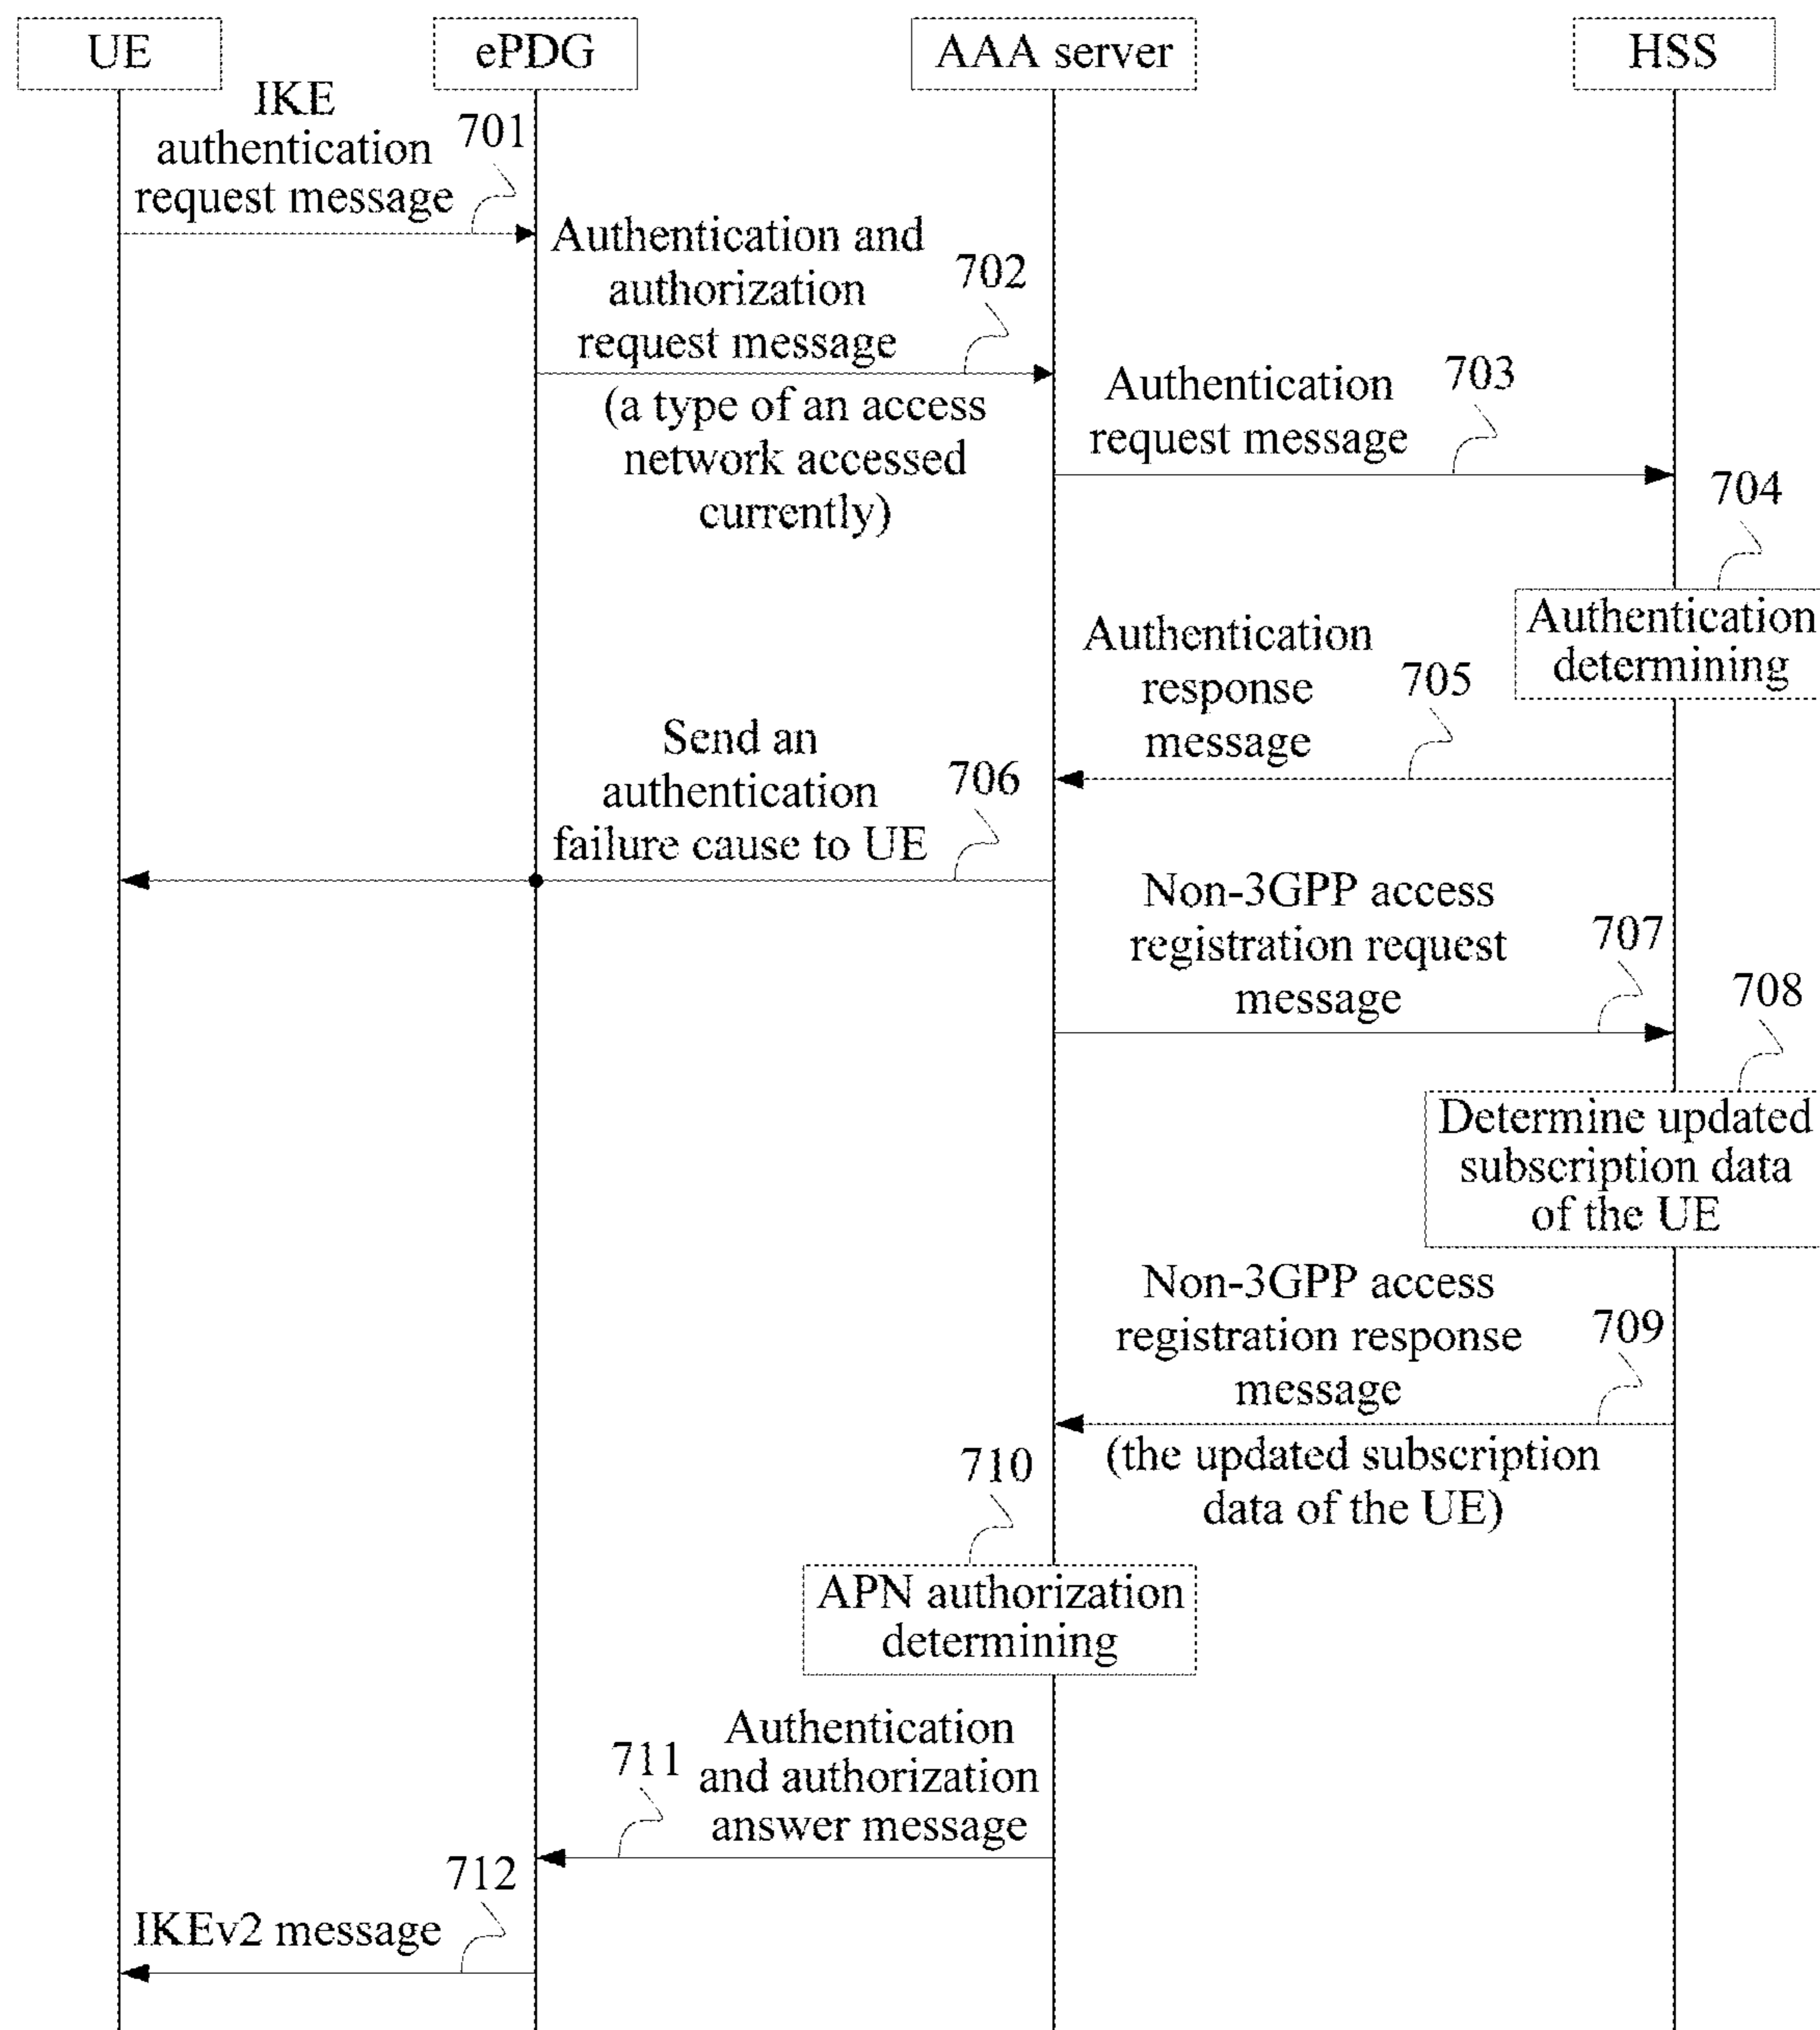 UE
ePDG
AAA server
HSS
IKE
authentication
request message
701
Authentication and
authorization
request message
702
(a type of an access
network accessed
currently)
Authentication
request message
703
704
Authentication
determining
Authentication
response
message
705
Send an
authentication
failure cause to UE
706
Non-3GPP access
registration request
message
707
708
Determine updated
subscription data
of the UE
Non-3GPP access
registration response
message
709
(the updated subscription
data of the UE)
710
APN authorization
determining
Authentication
and authorization
answer message
711
712
IKEv2 message